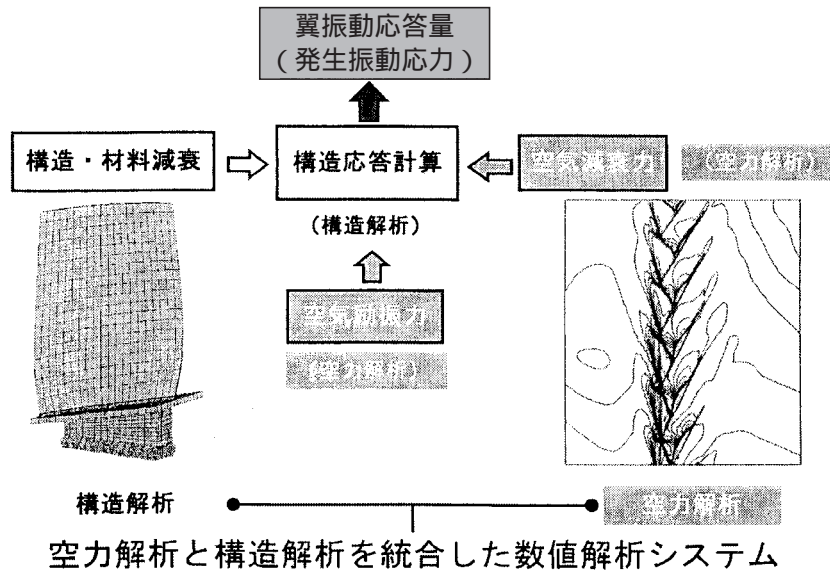 翼振動応答量
(発生振動応力)
構造・材料減衰
構造応答計算
空気減衰力
(空力解析)
(構造解析)
空気励振力
(空力解析)
構造解析
空力解析
空力解析と構造解析を統合した数値解析システム